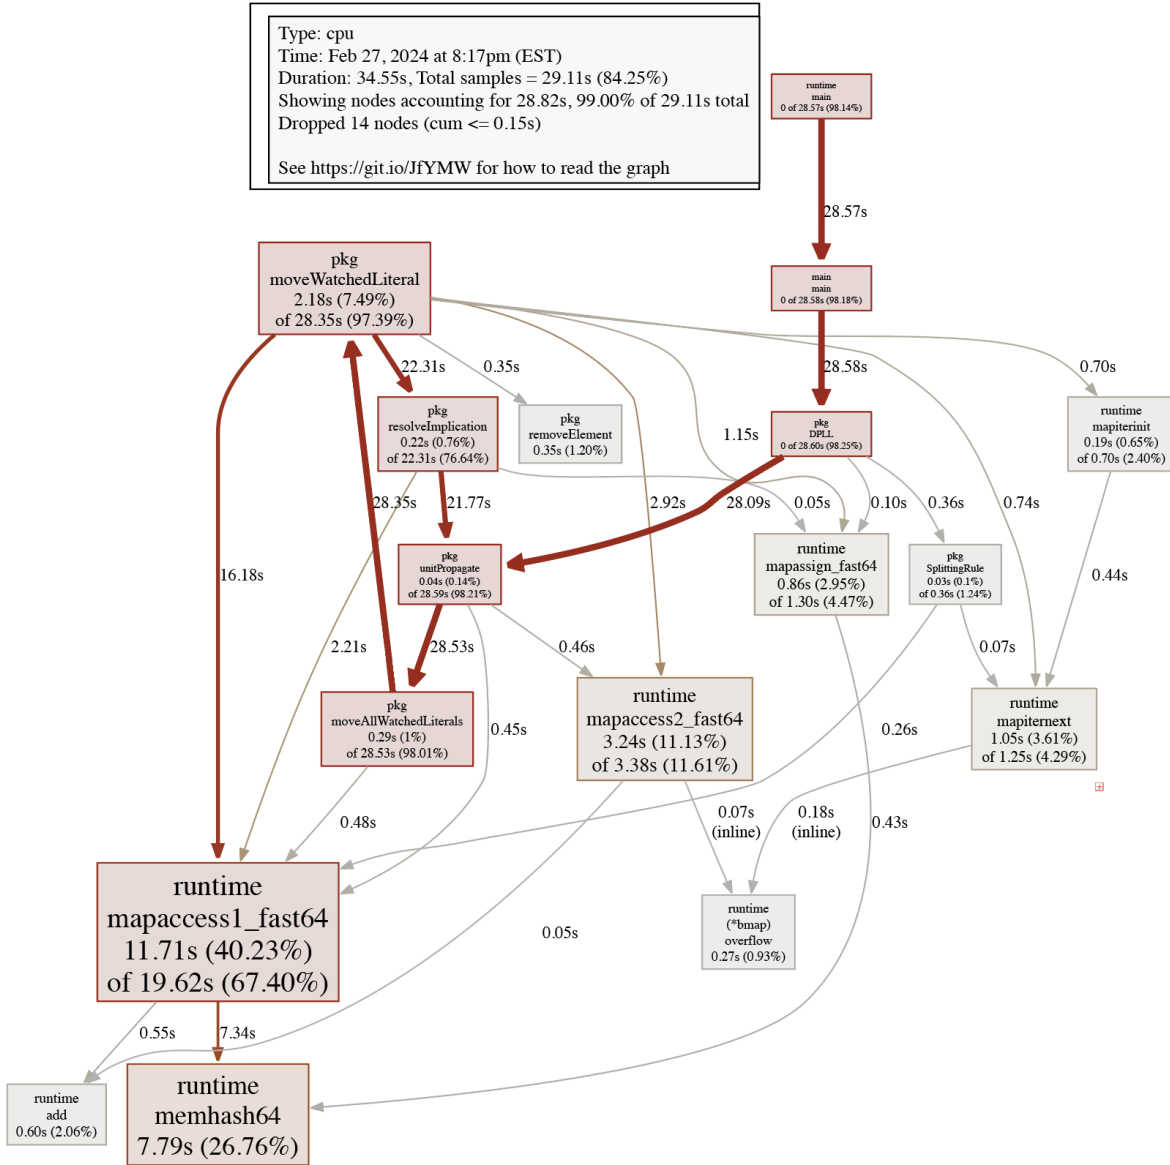 Type: cpu
Time: Feb 27, 2024 at 8:17pm (EST)
Duration: 34.55s, Total samples = 29.11s (84.25%)
Showing nodes accounting for 28.82s, 99.00% of 29.11s total
Dropped 14 nodes (cum <= 0.15s)
See https://git.io/JfYMW for how to read the graph
runtime
main
0 of 28.57s (98.14%)
28.57s
pkg
moveWatchedLiteral
2.18s (7.49%)
of 28.35s (97.39%)
main
main
0 of 28.58s (98.18%)
22.31s
0.35s
28.58s
0.70s
pkg
resolveImplication
0.22s (0.76%)
of 22.31s (76.64%)
pkg
removeElement
0.35s (1.20%)
1.15s
pkg
DPLL
0 of 28.60s (98.25%)
runtime
mapiterinit
0.19s (0.65%)
of 0.70s (2.40%)
28.35s
21.77s
2.92s
28.09s
0.05s
0.10s
0.36s
0.74s
16.18s
pkg
unitPropagate
0.04s (0.14%)
of 28.59s (98.21%)
runtime
mapassign_fast64
0.86s (2.95%)
of 1.30s (4.47%)
pkg
SplittingRule
0.03s (0.1%)
of 0.36s (1.24%)
0.44s
2.21s
28.53s
0.46s
0.07s
pkg
moveAllWatchedLiterals
0.29s (1%)
of 28.53s (98.01%)
0.45s
runtime
mapaccess2_fast64
3.24s (11.13%)
of 3.38s (11.61%)
0.26s
runtime
mapiternext
1.05s (3.61%)
of 1.25s (4.29%)
0.48s
0.07s
(inline)
0.18s
(inline)
0.43s
runtime
mapaccess1_fast64
11.71s (40.23%)
of 19.62s (67.40%)
0.05s
runtime
(*bmap)
overflow
0.27s (0.93%)
0.55s
7.34s
runtime
add
0.60s (2.06%)
runtime
memhash64
7.79s (26.76%)